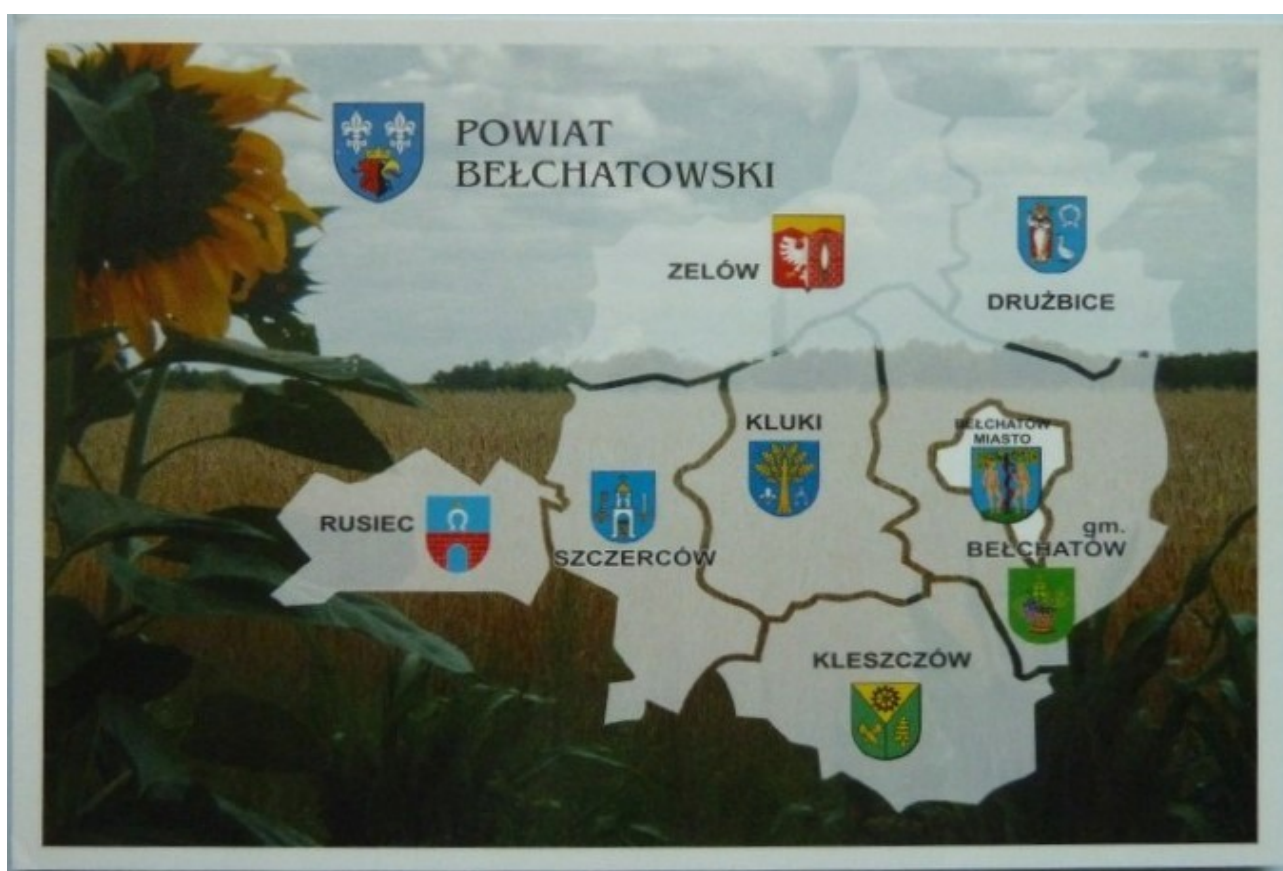 POWIAT
BEŁCHATOWSKI
ZELÓW
DRUŻBICE
KLUKI
BEŁCHATÓW
MIASTO
RUSIEC
SZCZERCÓW
gm.
BEŁCHATÓW
KLESZCZÓW